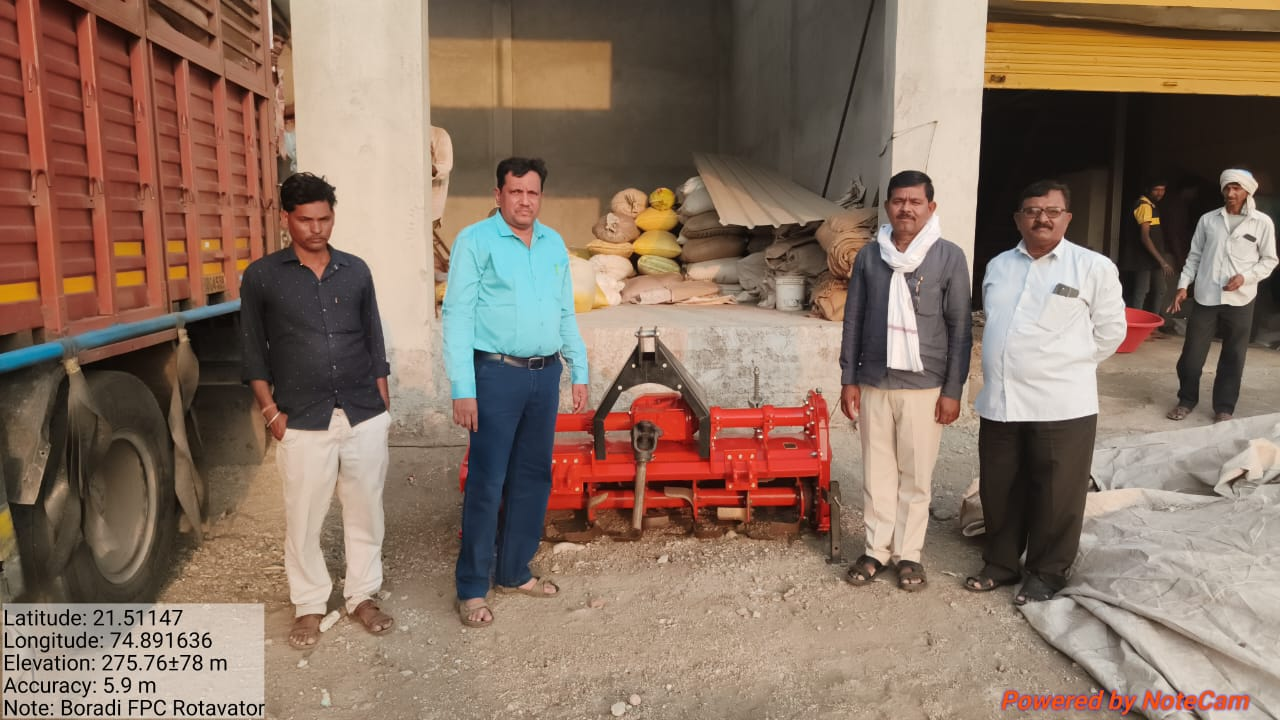 Latitude: 21.51147
Longitude: 74.891636
Elevation: 275.76±78 m
Accuracy: 5.9 m
Note: Boradi FPC Rotavator
Powered by NoteCam